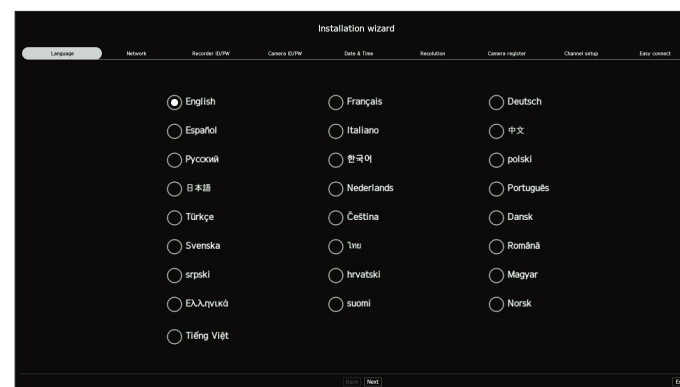 Installation wizard
Language Network Recorder ID/PW Camera ID/PW Date & Time Resolution Camera register Channel setup Easy connect
English Français Deutsch
Español Italiano 中文
Русский 한국어 polski
日本語 Nederlands Português
Türkçe Čeština Dansk
Svenska ไทย Română
srpski hrvatski Magyar
Ελληνικά suomi Norsk
Tiếng Việt
Back Next